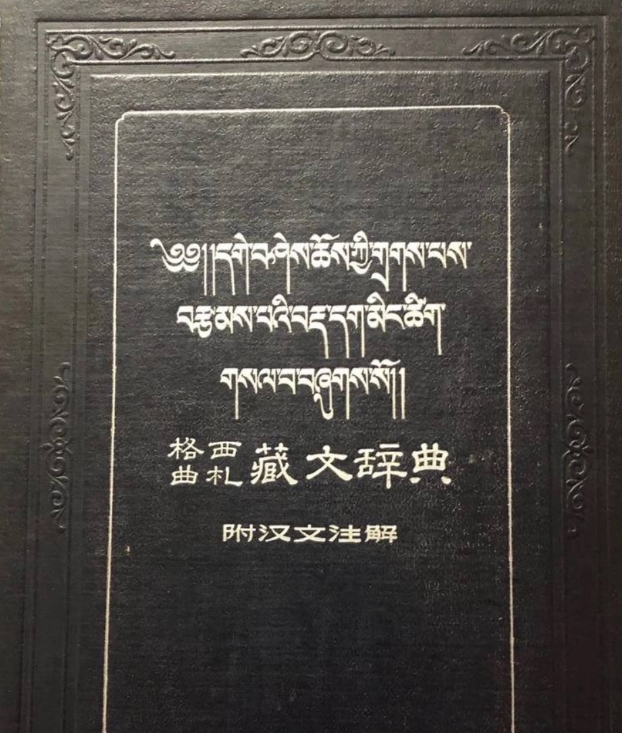 ༄༅།།དགེ་བཤེས་ཆོས་ཀྱི་གྲགས་པས་
བརྩམས་པའི་བརྡ་དག་མིང་ཚིག་
གསལ་བ་བཞུགས་སོ།།
格西曲札藏文辞典
附汉文注解